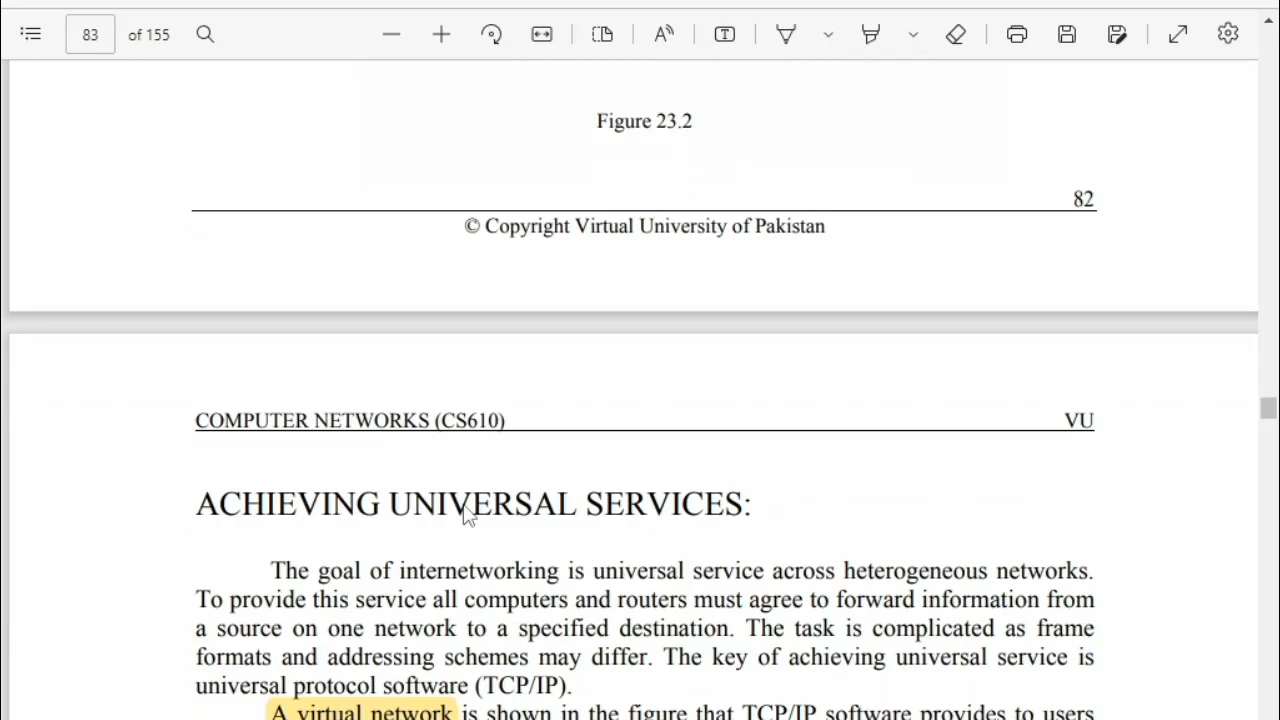 83 of 155
Figure 23.2
82
© Copyright Virtual University of Pakistan
COMPUTER NETWORKS (CS610) VU
ACHIEVING UNIVERSAL SERVICES:
The goal of internetworking is universal service across heterogeneous networks.
To provide this service all computers and routers must agree to forward information from
a source on one network to a specified destination. The task is complicated as frame
formats and addressing schemes may differ. The key of achieving universal service is
universal protocol software (TCP/IP).
A virtual network is shown in the figure that TCP/IP software provides to users